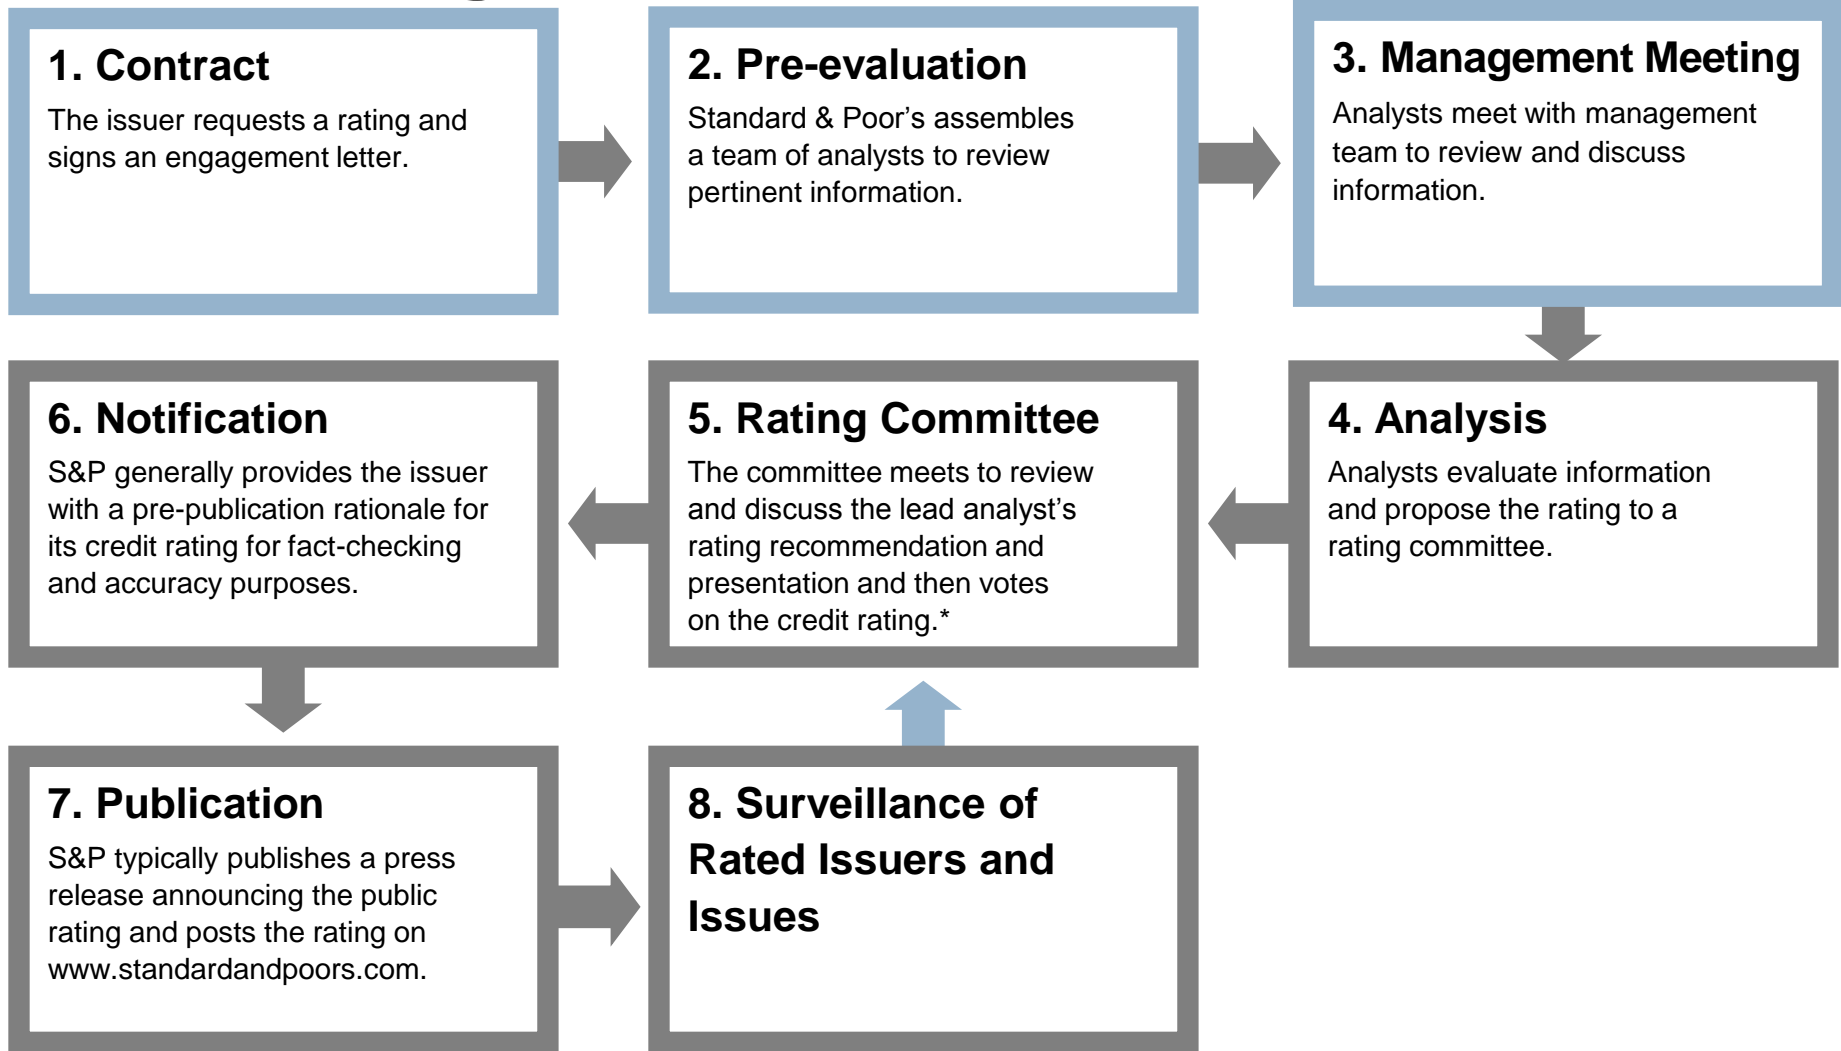 1. Contract
The issuer requests a rating and
signs an engagement letter.
2. Pre-evaluation
Standard & Poor’s assembles
a team of analysts to review
pertinent information.
3. Management Meeting
Analysts meet with management
team to review and discuss
information.
4. Analysis
Analysts evaluate information
and propose the rating to a
rating committee.
5. Rating Committee
The committee meets to review
and discuss the lead analyst’s
rating recommendation and
presentation and then votes
on the credit rating.*
6. Notification
S&P generally provides the issuer
with a pre-publication rationale for
its credit rating for fact-checking
and accuracy purposes.
7. Publication
S&P typically publishes a press
release announcing the public
rating and posts the rating on
www.standardandpoors.com.
8. Surveillance of
Rated Issuers and
Issues